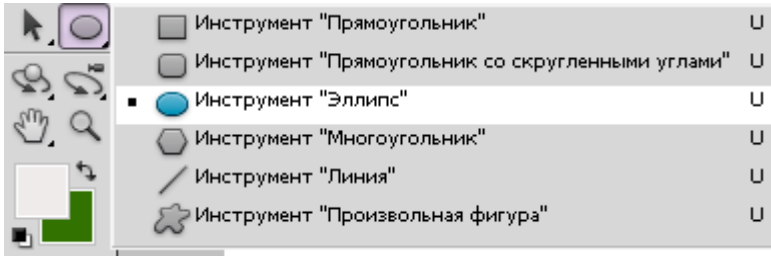 Инструмент "Прямоугольник" U
Инструмент "Прямоугольник со скругленными углами" U
Инструмент "Эллипс" U
Инструмент "Многоугольник" U
Инструмент "Линия" U
Инструмент "Произвольная фигура" U